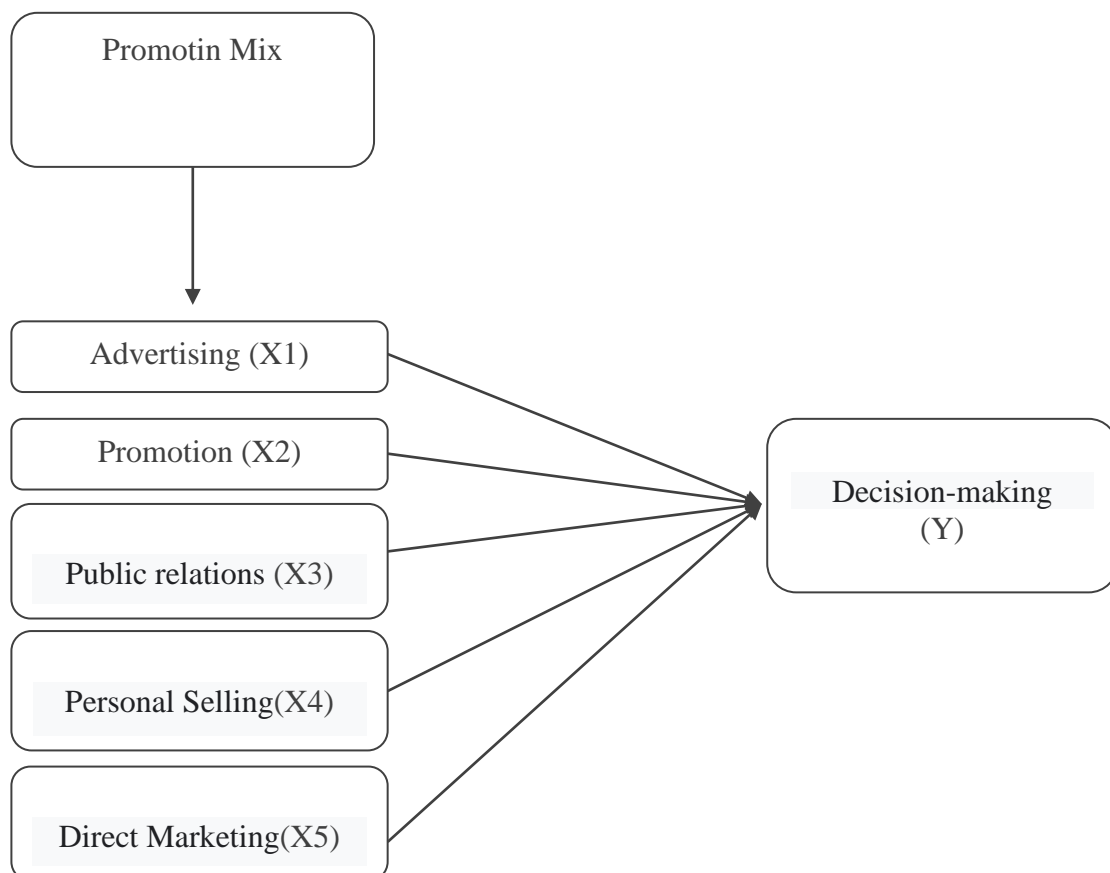 Promotin Mix
Advertising (X1)
Promotion (X2)
Public relations (X3)
Personal Selling(X4)
Direct Marketing(X5)
Decision-making
(Y)